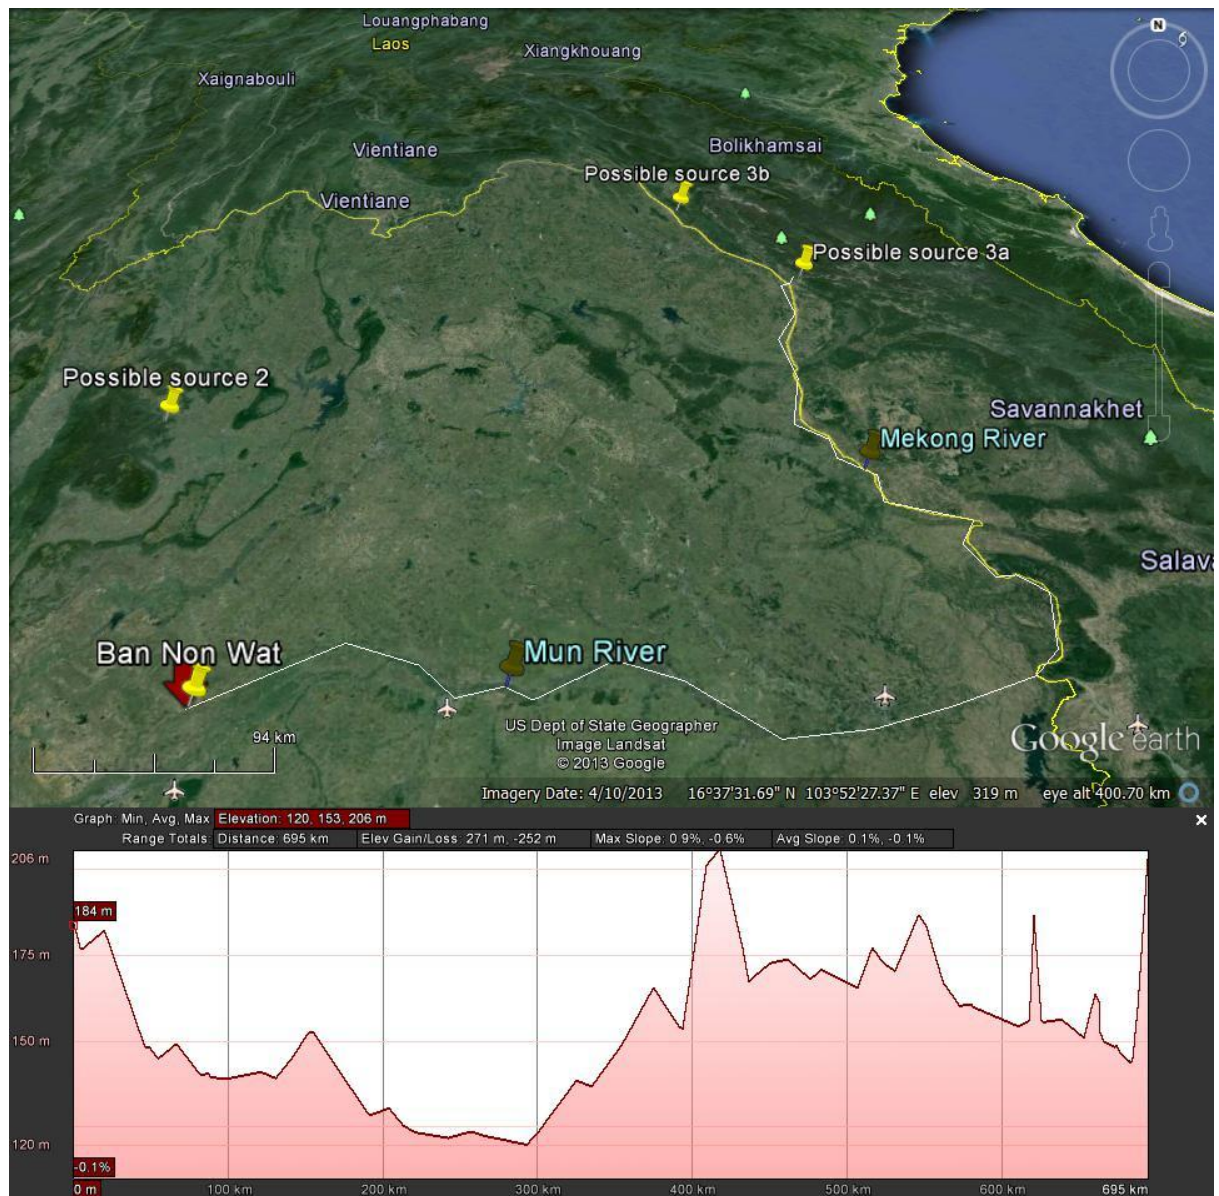 Louangphabang
Laos
Xiangkhouang
Xaignabouli
N
Vientiane
Bolikhamsai
Possible source 3b
Vientiane
Possible source 3a
Possible source 2
Savannakhet
Mekong River
Salava
Ban Non Wat
Mun River
US Dept of State Geographer
Image Landsat
© 2013 Google
94 km
Google earth
Imagery Date: 4/10/2013 16°37'31.69" N 103°52'27.37" E elev 319 m eye alt 400.70 km
Graph: Min, Avg, Max Elevation: 120, 153, 206 m
Range Totals: Distance: 695 km Elev Gain/Loss: 271 m, -252 m Max Slope: 0.9%, -0.6% Avg Slope: 0.1%, -0.1%
206 m
184 m
175 m
150 m
120 m
-0.1%
0 m 100 km 200 km 300 km 400 km 500 km 600 km 695 km